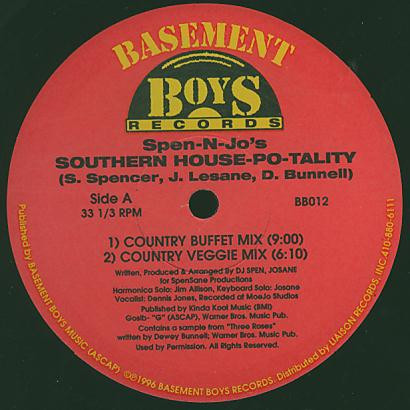 BASEMENT
BOYS
RECORDS
Spen-N-Jo's
SOUTHERN HOUSE-PO-TALITY
(S. Spencer, J. Lesane, D. Bunnell)
Side A
33 1/3 RPM
BB012
1) COUNTRY BUFFET MIX (9:00)
2) COUNTRY VEGGIE MIX (6:10)
Written, Produced & Arranged By DJ SPEN, JOSANE
for SpenSane Productions
Harmonica Solo: Jim Allison, Keyboard Solo: Josane
Vocalist: Dennis Jones, Recorded at MoeJo Studios
Published by Kinda Kool Music (BMI)
Goslb- "G" (ASCAP), Warner Bros. Music Pub.
Contains a sample from "Three Roses"
written by Dewey Bunnell; Warner Bros. Music Pub.
Used by Permission. All Rights Reserved.
Published by BASEMENT BOYS MUSIC (ASCAP). ©℗1996 BASEMENT BOYS RECORDS. Distributed by LIAISON RECORDS, INC. 410-880-6111